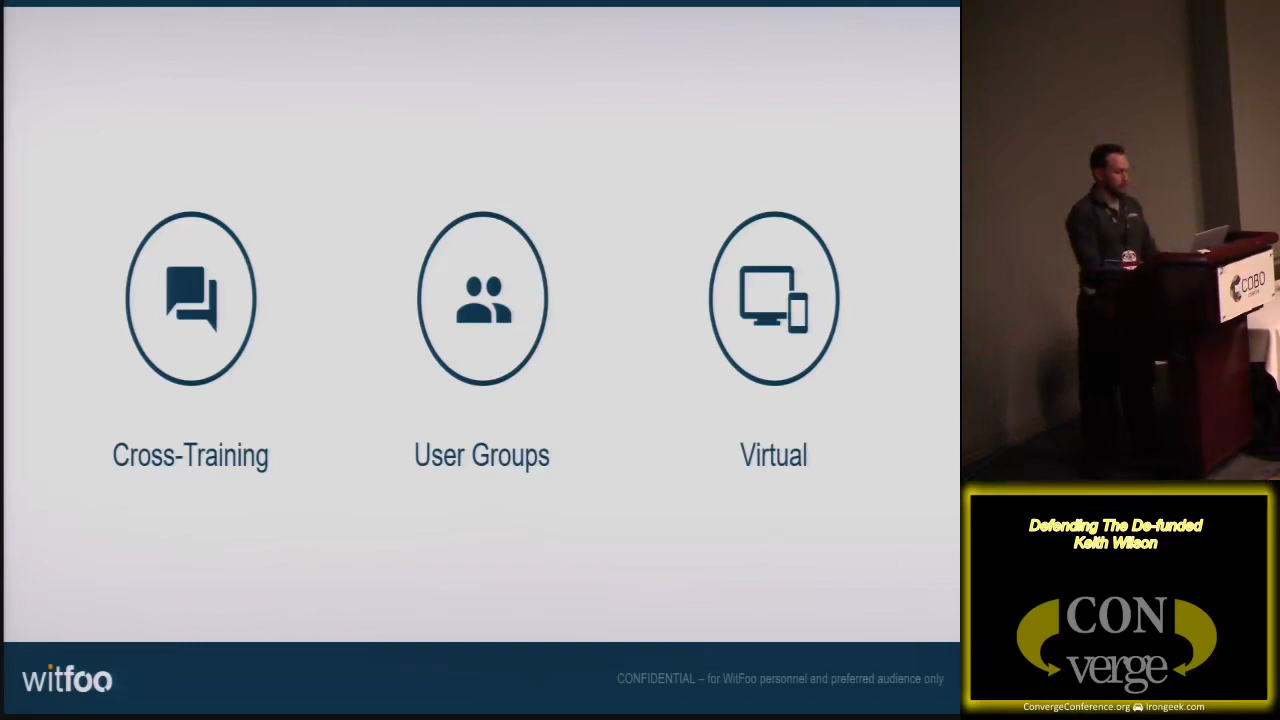 Cross-Training
User Groups
Virtual
witfoo
CONFIDENTIAL – for WitFoo personnel and preferred audience only
COBO
Defending The De-funded
Keith Wilson
CON
verge
ConvergeConference.org Irongeek.com